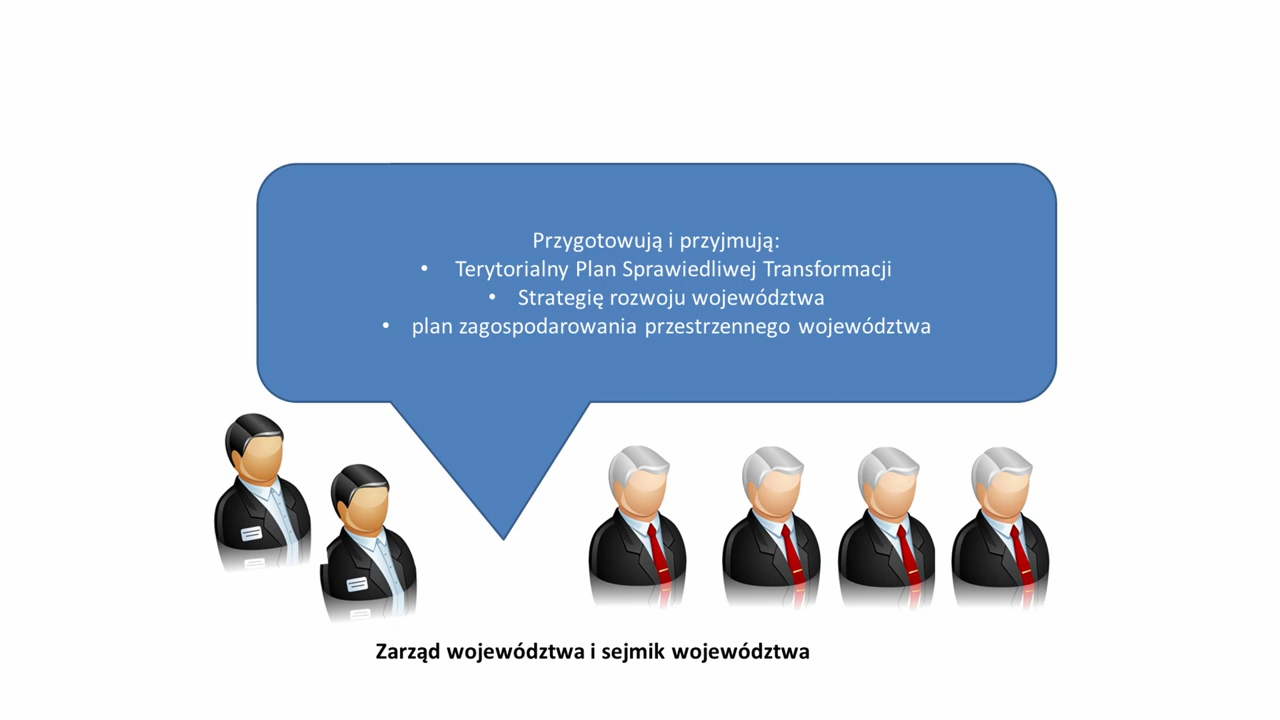 Przygotowują i przyjmują:
• Terytorialny Plan Sprawiedliwej Transformacji
• Strategię rozwoju województwa
• plan zagospodarowania przestrzennego województwa
Zarząd województwa i sejmik województwa